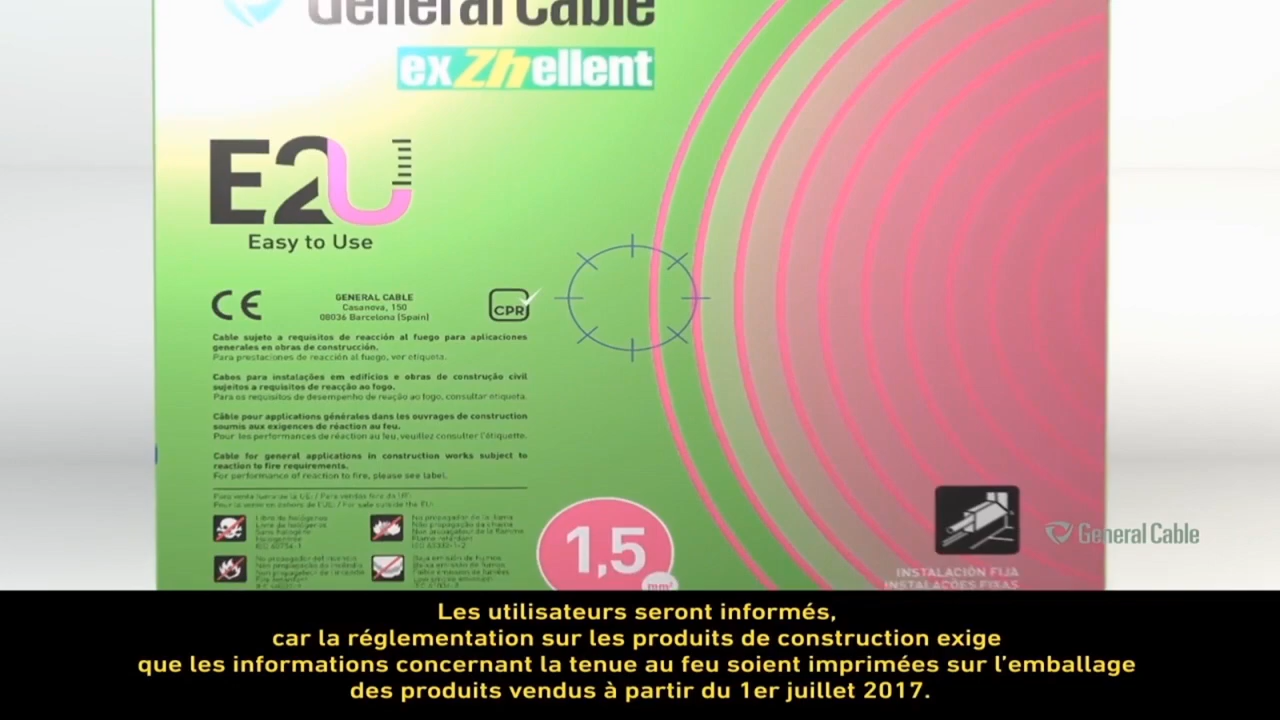 General Cable
exZhellent
E2U
Easy to Use
CE
GENERAL CABLE
Casanova, 150
08036 Barcelona (Spain)
CPR
Cable sujeto a requisitos de reacción al fuego para aplicaciones
generales en obras de construcción.
Para prestaciones de reacción al fuego, ver etiqueta.
Cabos para instalações em edifícios e obras de construção civil
sujeitos a requisitos de reacção ao fogo.
Para os requisitos de desempenho de reação ao fogo, consultar etiqueta.
Câble pour applications générales dans les ouvrages de construction
soumis aux exigences de réaction au feu.
Pour les performances de réaction au feu, veuillez consulter l'étiquette.
Cable for general applications in construction works subject to
reaction to fire requirements.
For performance of reaction to fire, please see label.
1,5
mm²
INSTALACIÓN FIJA
INSTALAÇÕES FIXAS
General Cable
Les utilisateurs seront informés,
car la réglementation sur les produits de construction exige
que les informations concernant la tenue au feu soient imprimées sur l'emballage
des produits vendus à partir du 1er juillet 2017.